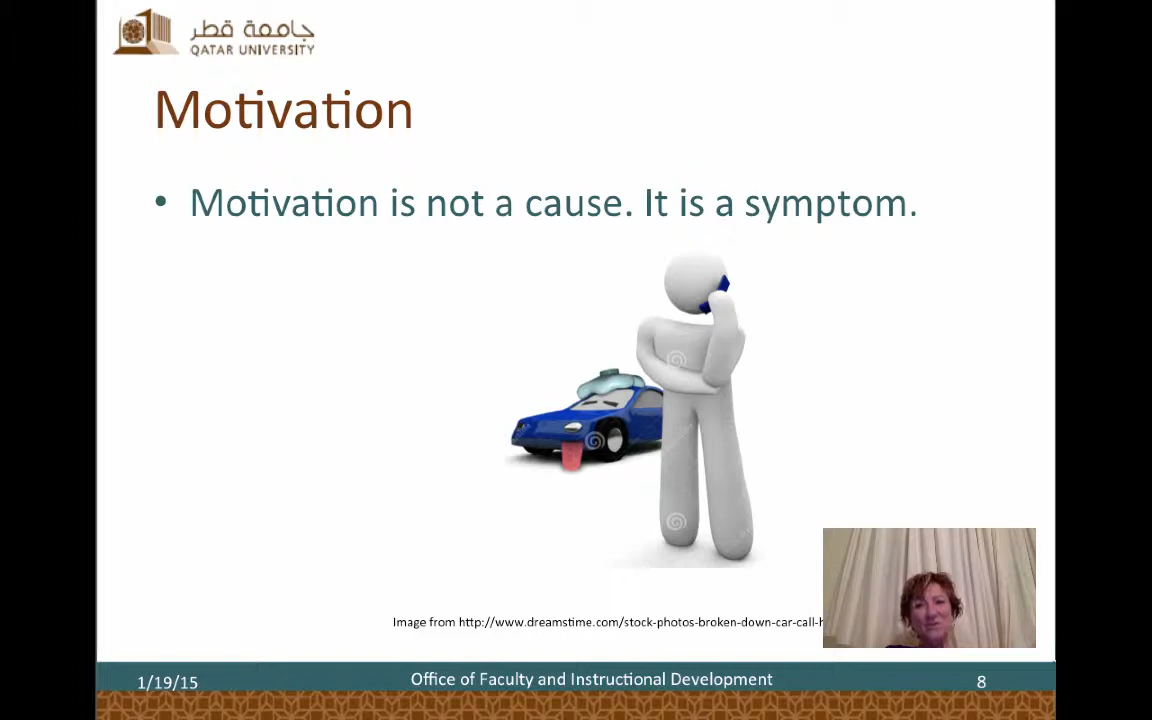 جامعة قطر
QATAR UNIVERSITY
Motivation
• Motivation is not a cause. It is a symptom.
Image from http://www.dreamstime.com/stock-photos-broken-down-car-call-h
1/19/15
Office of Faculty and Instructional Development
8